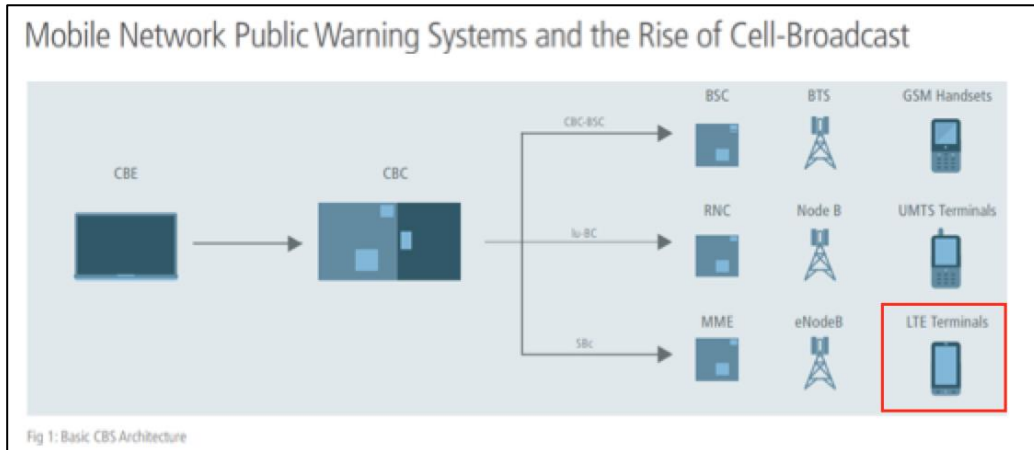 Mobile Network Public Warning Systems and the Rise of Cell-Broadcast
BSC BTS GSM Handsets
CBC-BSC
CBE CBC
RNC Node B UMTS Terminals
Iu-BC
MME eNodeB LTE Terminals
SBc
Fig 1: Basic CBS Architecture